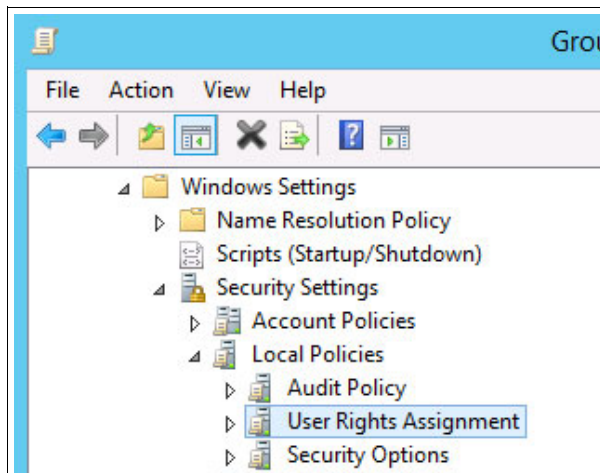 Grou
File Action View Help
Windows Settings
Name Resolution Policy
Scripts (Startup/Shutdown)
Security Settings
Account Policies
Local Policies
Audit Policy
User Rights Assignment
Security Options